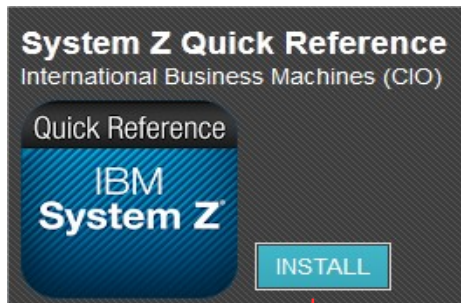 System Z Quick Reference
International Business Machines (CIO)
Quick Reference
IBM
System Z
INSTALL